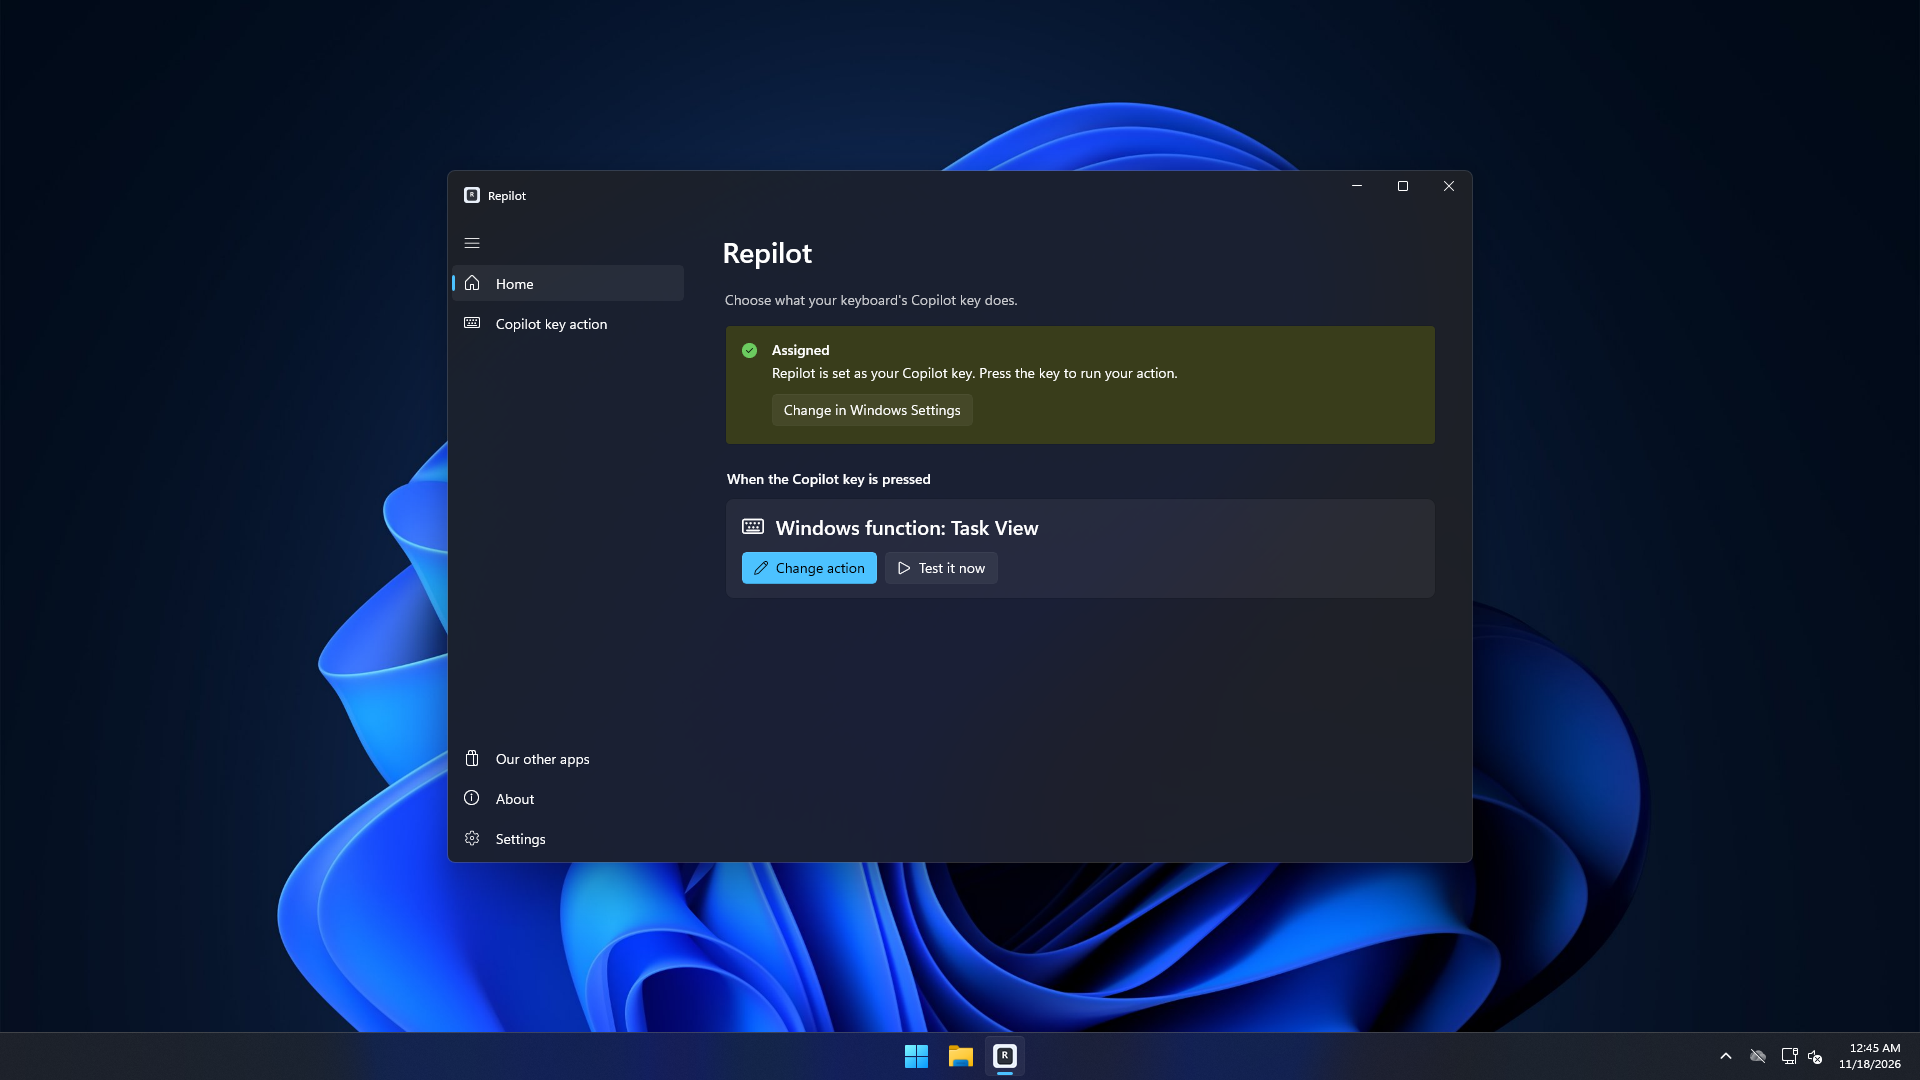 Repilot
Home
Copilot key action
Our other apps
About
Settings
Repilot
Choose what your keyboard's Copilot key does.
Assigned
Repilot is set as your Copilot key. Press the key to run your action.
Change in Windows Settings
When the Copilot key is pressed
Windows function: Task View
Change action
Test it now
12:45 AM
11/18/2026